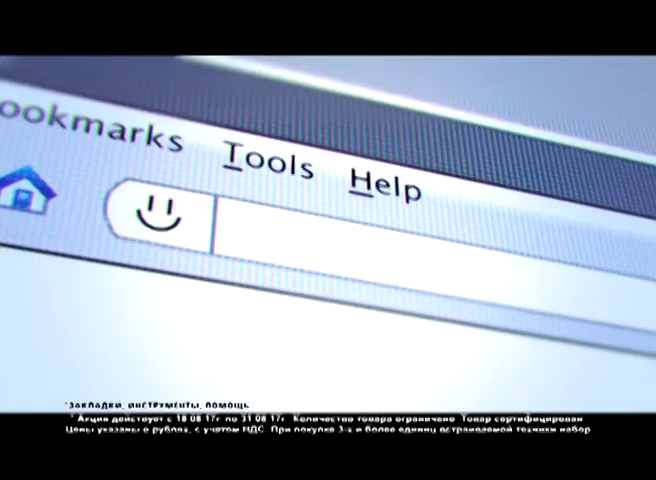 ookmarks Tools Help
*ЗАКЛАДКИ, ИНСТРУМЕНТЫ, ПОМОЩЬ
* Акция действует с 18 08 17г. по 31 08 17г. Количество товара ограничено Товар сертифицирован
Цены указаны в рублях, с учетом НДС. При покупке 3-х и более единиц встраиваемой техники набор